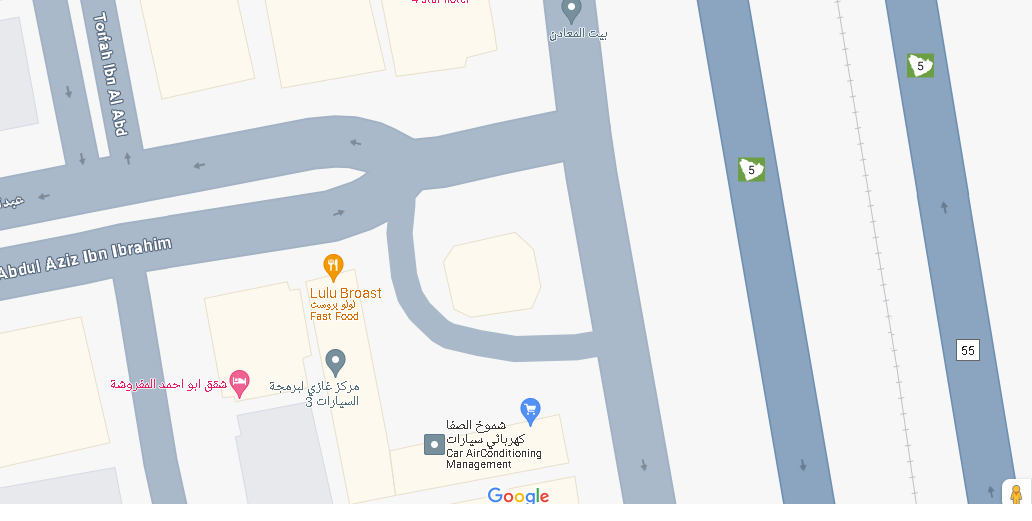 4 star hotel
بيت المعادن
Torfah Ibn Al Abd
5
5
عبد
Abdul Aziz Ibn Ibrahim
Lulu Broast
لولو بروست
Fast Food
55
مركز غازي لبرمجة
السيارات 3
شقق ابو احمد المفروشة
شموخ الصفا
كهربائي سيارات
Car AirConditioning
Management
Google